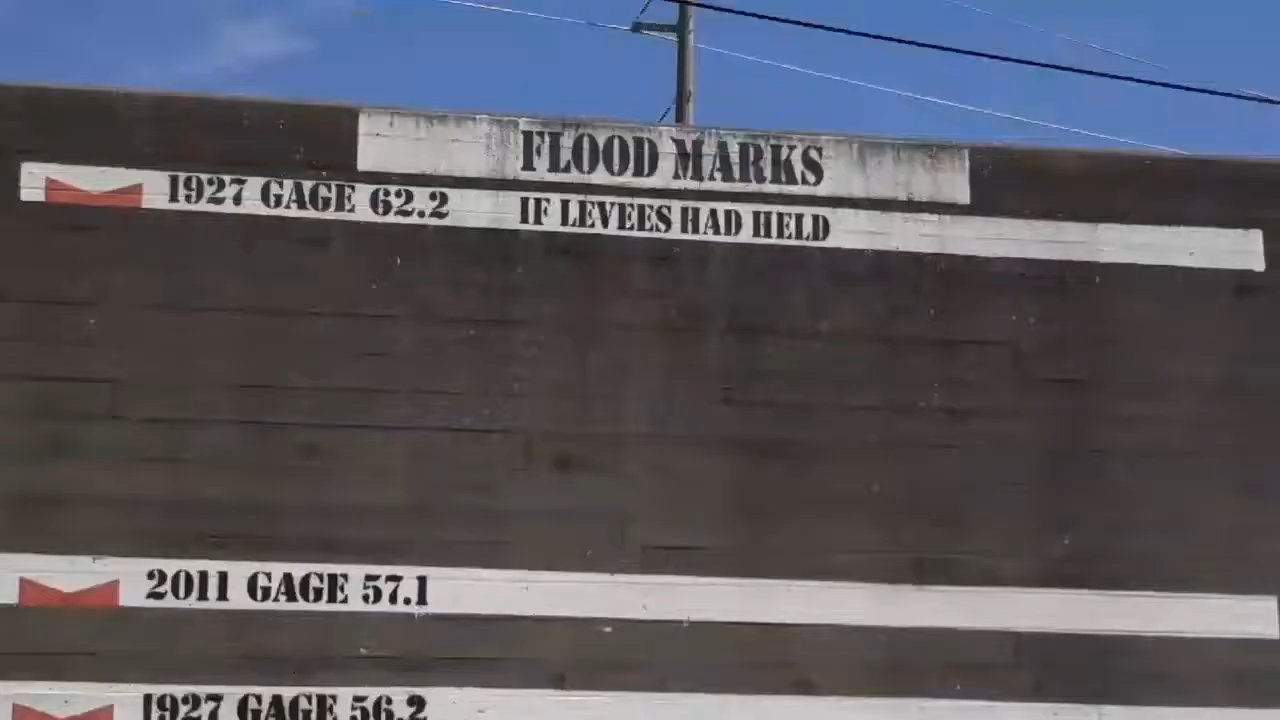 FLOOD MARKS
1927 GAGE 62.2 IF LEVEES HAD HELD
2011 GAGE 57.1
1927 GAGE 56.2